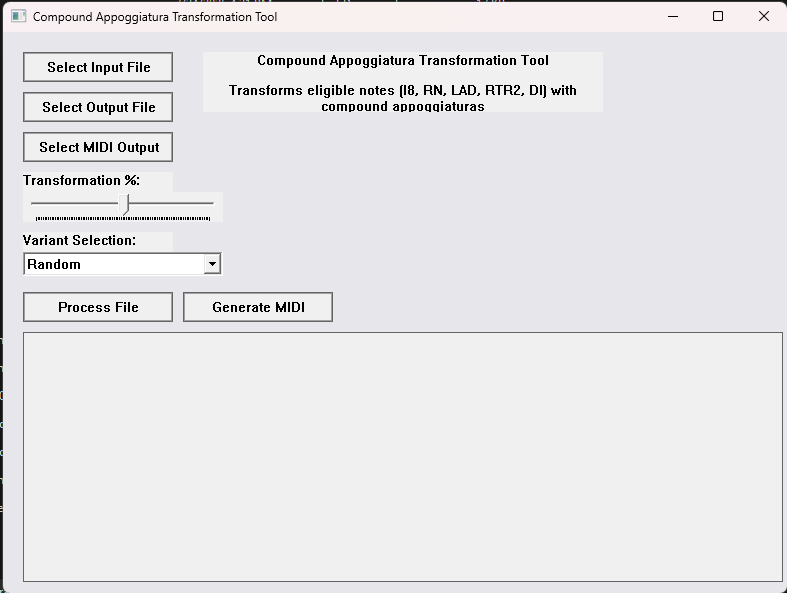 Compound Appoggiatura Transformation Tool
Select Input File
Compound Appoggiatura Transformation Tool
Transforms eligible notes (I8, RN, LAD, RTR2, DI) with
compound appoggiaturas
Select Output File
Select MIDI Output
Transformation %:
Variant Selection:
Random
Process File
Generate MIDI